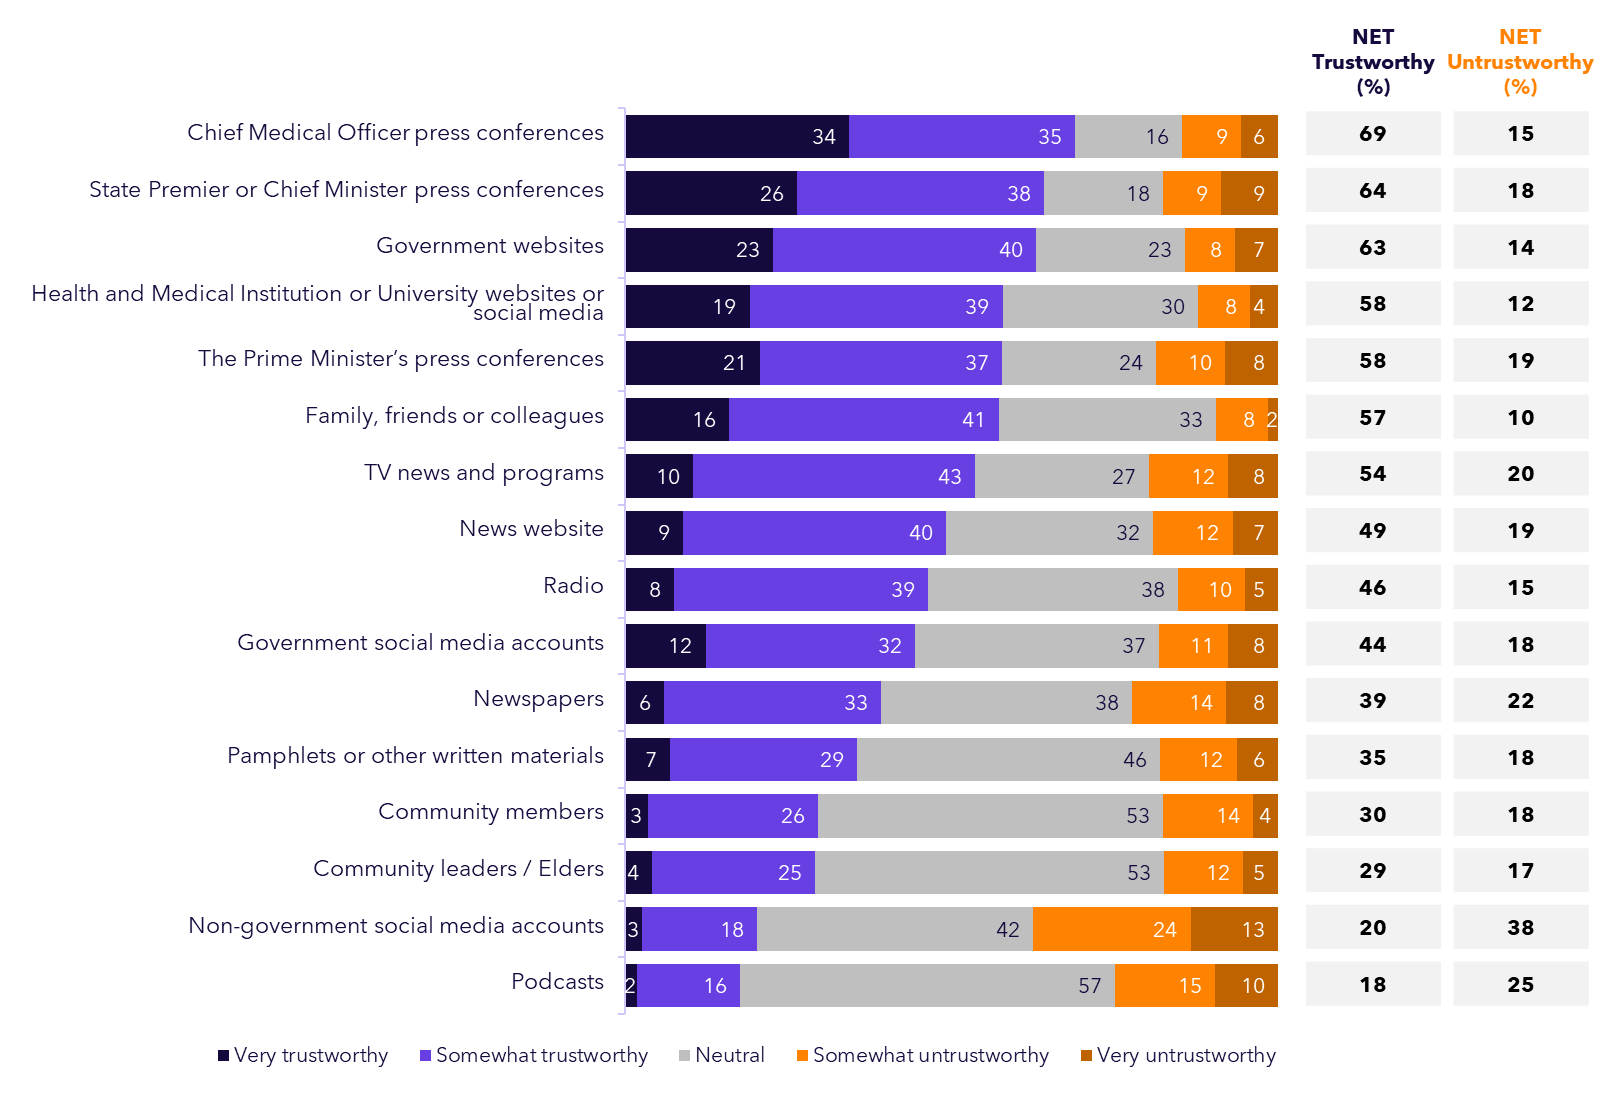 NET
Trustworthy
(%)
NET
Untrustworthy
(%)
Chief Medical Officer press conferences 34 35 16 9 6 69 15
State Premier or Chief Minister press conferences 26 38 18 9 9 64 18
Government websites 23 40 23 8 7 63 14
Health and Medical Institution or University websites or
social media 19 39 30 8 4 58 12
The Prime Minister’s press conferences 21 37 24 10 8 58 19
Family, friends or colleagues 16 41 33 8 2 57 10
TV news and programs 10 43 27 12 8 54 20
News website 9 40 32 12 7 49 19
Radio 8 39 38 10 5 46 15
Government social media accounts 12 32 37 11 8 44 18
Newspapers 6 33 38 14 8 39 22
Pamphlets or other written materials 7 29 46 12 6 35 18
Community members 3 26 53 14 4 30 18
Community leaders / Elders 4 25 53 12 5 29 17
Non-government social media accounts 3 18 42 24 13 20 38
Podcasts 2 16 57 15 10 18 25
Very trustworthy Somewhat trustworthy Neutral Somewhat untrustworthy Very untrustworthy